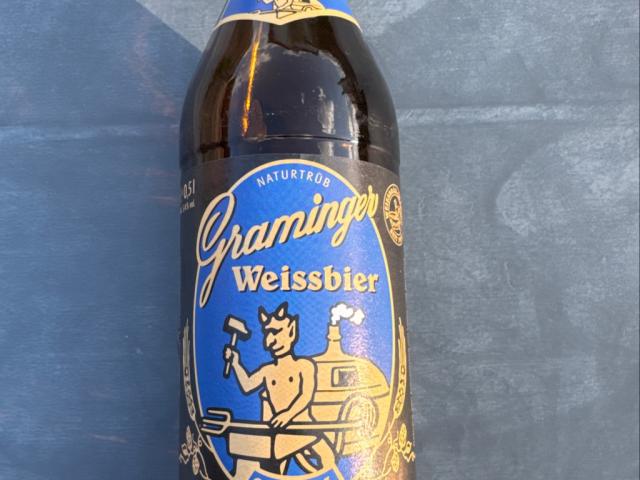 NATURTRÜB
0,5 l
Graminger
Weissbier